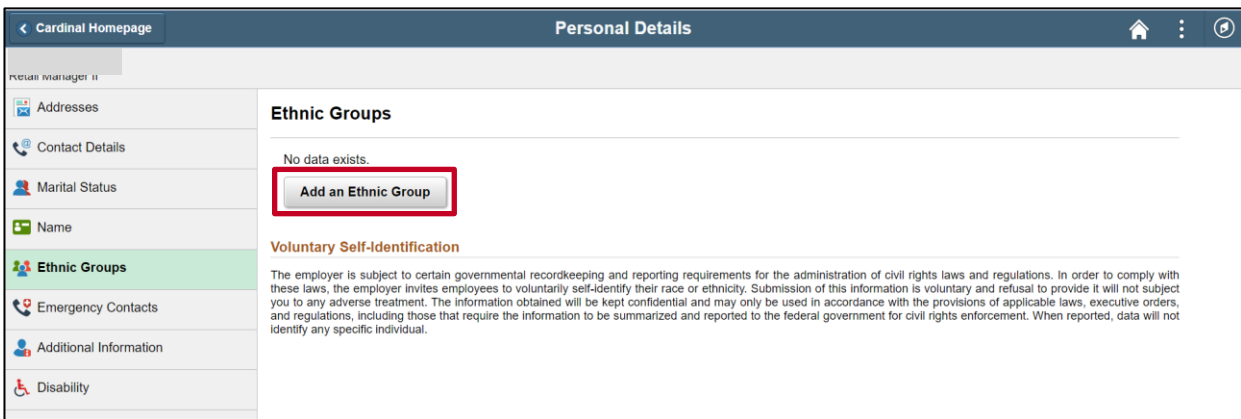 Cardinal Homepage
Personal Details
Retail Manager II
Addresses
Contact Details
Marital Status
Name
Ethnic Groups
Emergency Contacts
Additional Information
Disability
Ethnic Groups
No data exists.
Add an Ethnic Group
Voluntary Self-Identification
The employer is subject to certain governmental recordkeeping and reporting requirements for the administration of civil rights laws and regulations. In order to comply with
these laws, the employer invites employees to voluntarily self-identify their race or ethnicity. Submission of this information is voluntary and refusal to provide it will not subject
you to any adverse treatment. The information obtained will be kept confidential and may only be used in accordance with the provisions of applicable laws, executive orders,
and regulations, including those that require the information to be summarized and reported to the federal government for civil rights enforcement. When reported, data will not
identify any specific individual.